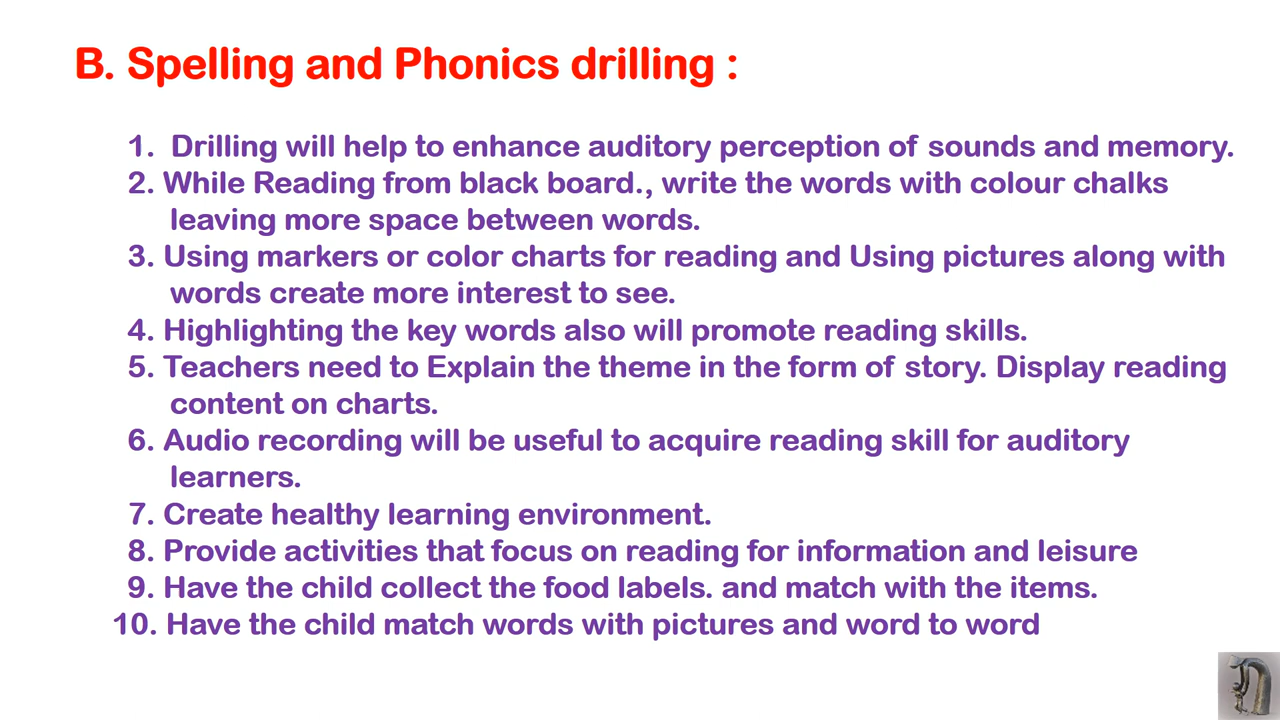 B. Spelling and Phonics drilling :
1. Drilling will help to enhance auditory perception of sounds and memory.
2. While Reading from black board., write the words with colour chalks
leaving more space between words.
3. Using markers or color charts for reading and Using pictures along with
words create more interest to see.
4. Highlighting the key words also will promote reading skills.
5. Teachers need to Explain the theme in the form of story. Display reading
content on charts.
6. Audio recording will be useful to acquire reading skill for auditory
learners.
7. Create healthy learning environment.
8. Provide activities that focus on reading for information and leisure
9. Have the child collect the food labels. and match with the items.
10. Have the child match words with pictures and word to word